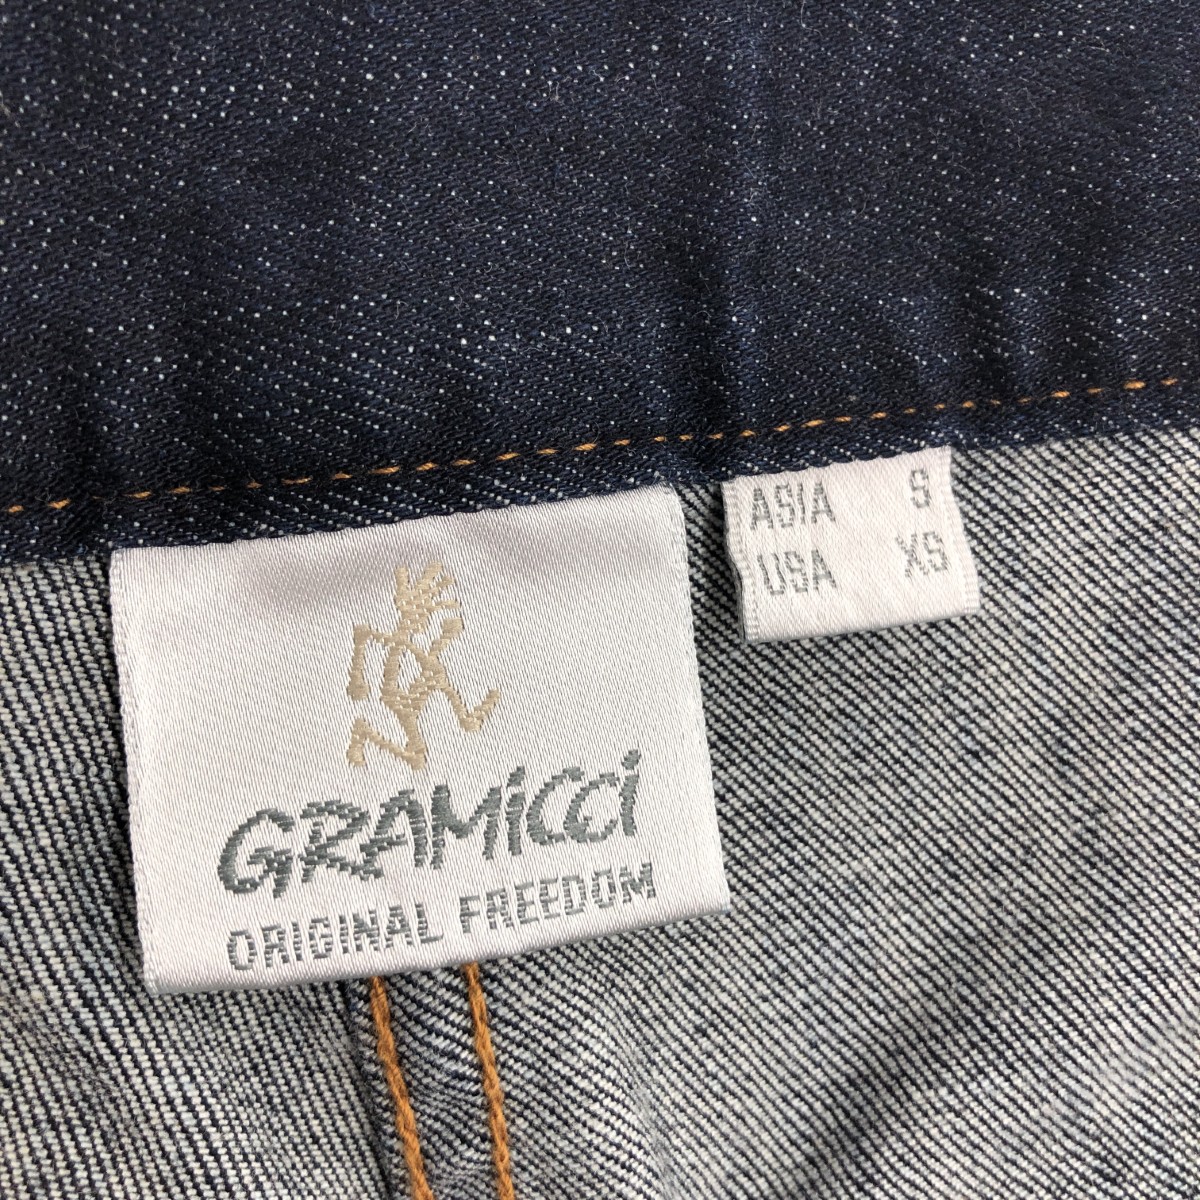 GRAMiCCi
ORIGINAL FREEDOM
ASIA S
USA XS